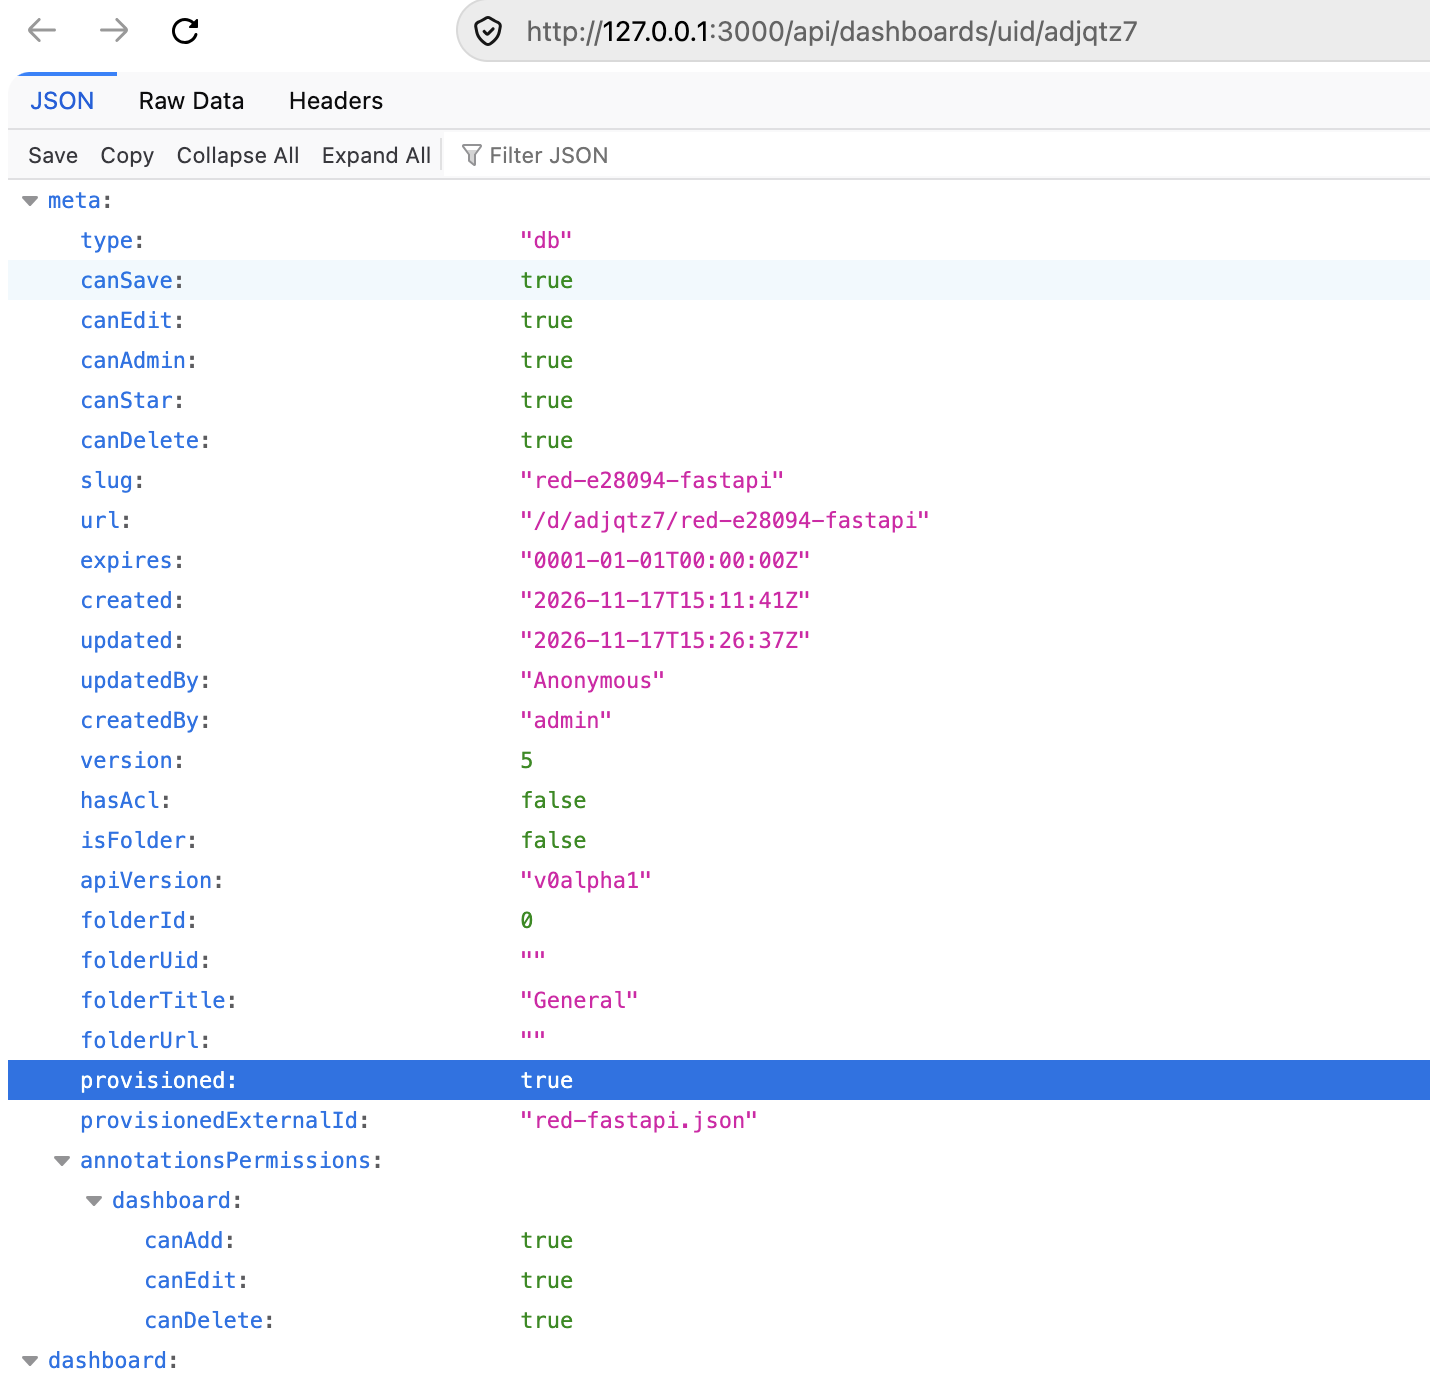 http://127.0.0.1:3000/api/dashboards/uid/adjqtz7
JSON Raw Data Headers
Save Copy Collapse All Expand All Filter JSON
meta:
type: "db"
canSave: true
canEdit: true
canAdmin: true
canStar: true
canDelete: true
slug: "red-e28094-fastapi"
url: "/d/adjqtz7/red-e28094-fastapi"
expires: "0001-01-01T00:00:00Z"
created: "2026-11-17T15:11:41Z"
updated: "2026-11-17T15:26:37Z"
updatedBy: "Anonymous"
createdBy: "admin"
version: 5
hasAcl: false
isFolder: false
apiVersion: "v0alpha1"
folderId: 0
folderUid: ""
folderTitle: "General"
folderUrl: ""
provisioned: true
provisionedExternalId: "red-fastapi.json"
annotationsPermissions:
dashboard:
canAdd: true
canEdit: true
canDelete: true
dashboard: